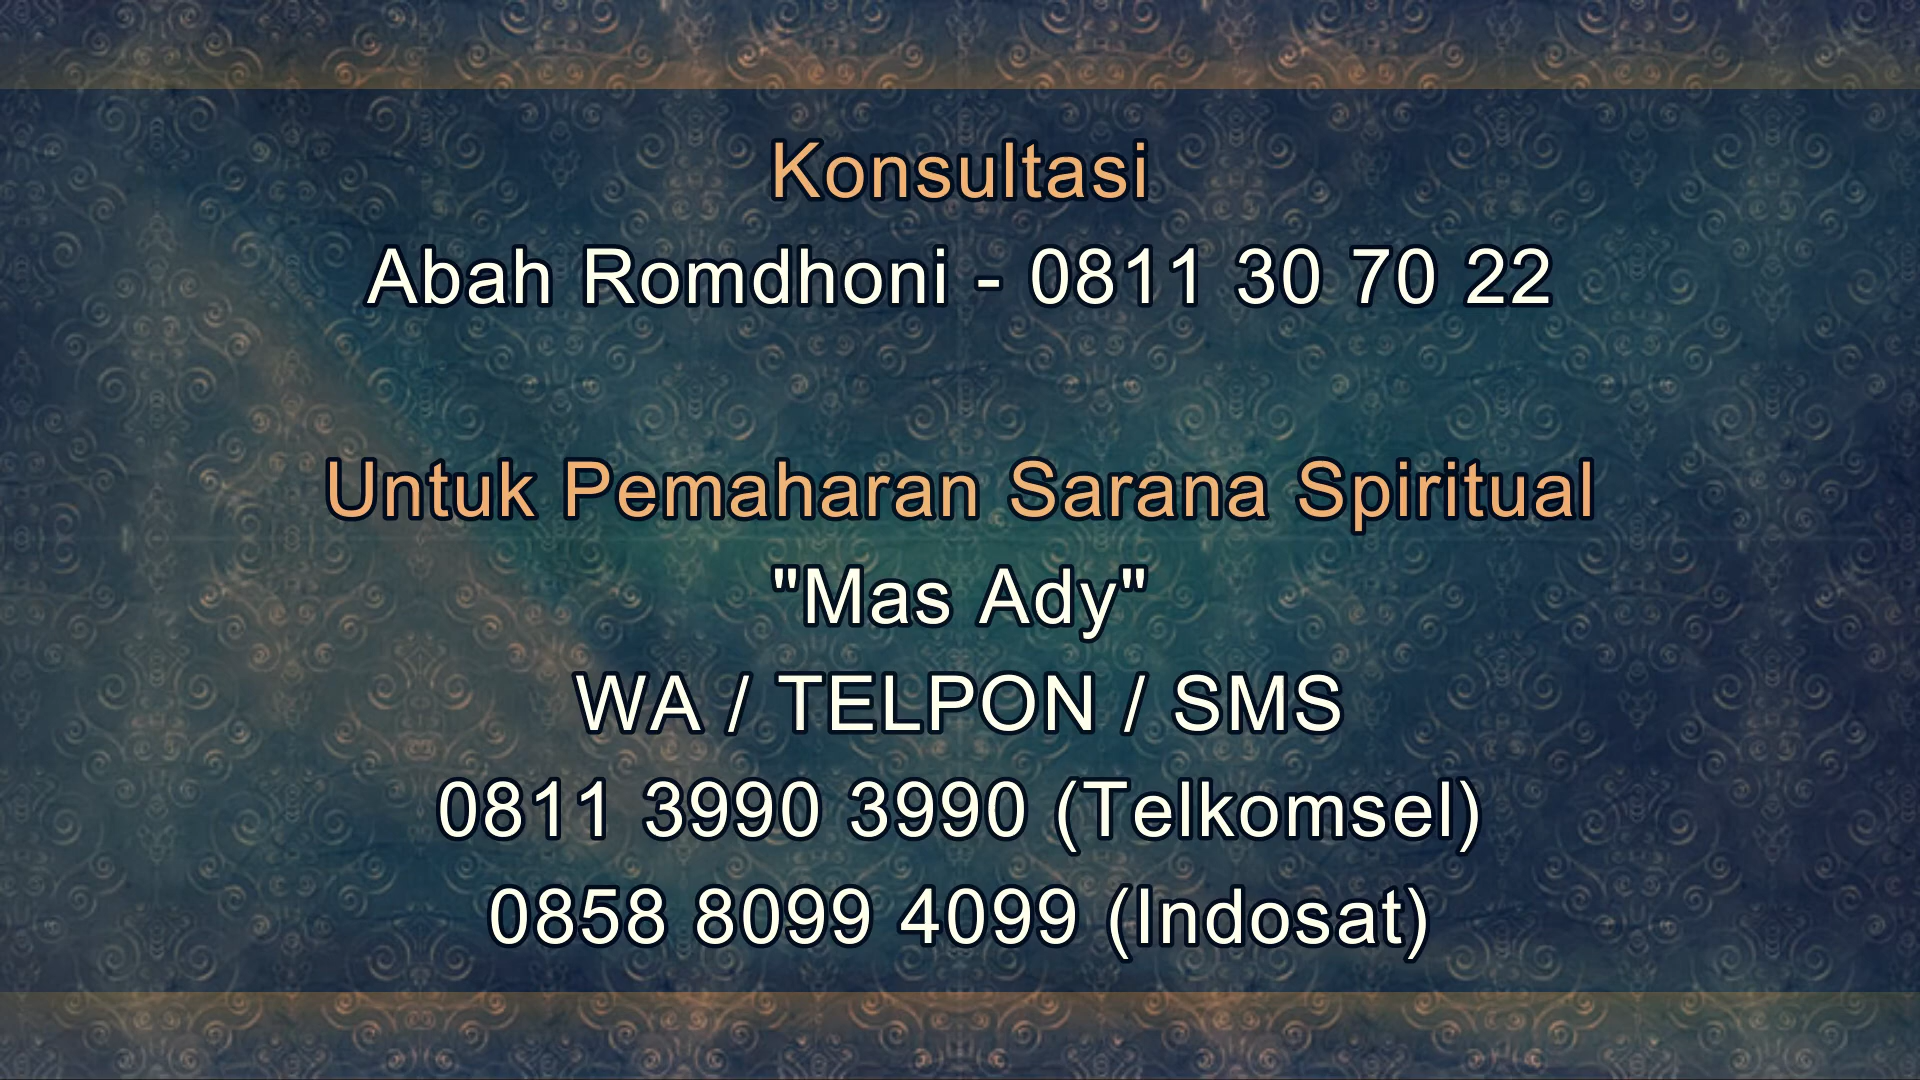 Konsultasi
Abah Romdhoni - 0811 30 70 22
Untuk Pemaharan Sarana Spiritual
"Mas Ady"
WA / TELPON / SMS
0811 3990 3990 (Telkomsel)
0858 8099 4099 (Indosat)